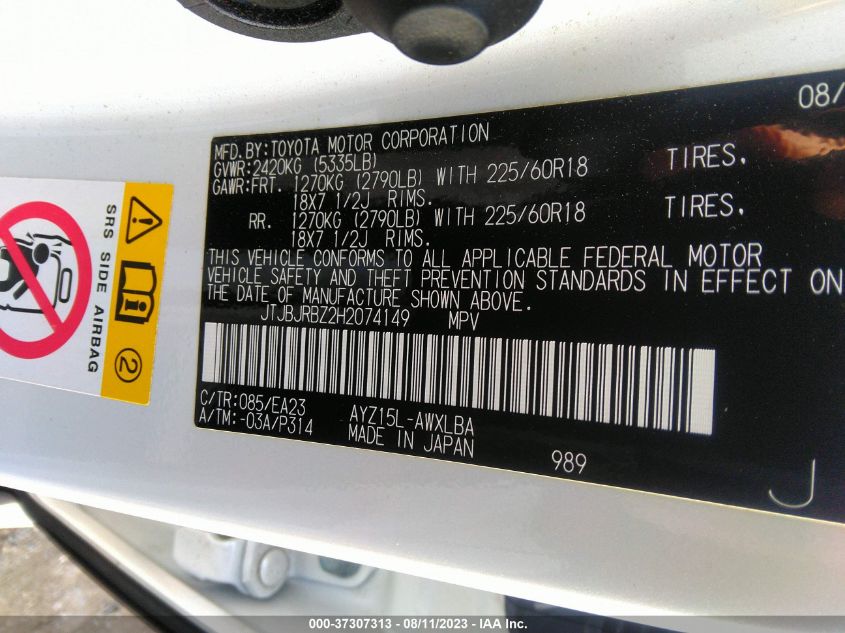 08/
MFD.BY:TOYOTA MOTOR CORPORATION
GVWR:2420KG (5335LB)
GAWR:FRT. 1270KG (2790LB) WITH 225/60R18 TIRES.
18X7 1/2J RIMS.
RR. 1270KG (2790LB) WITH 225/60R18 TIRES.
18X7 1/2J RIMS.
THIS VEHICLE CONFORMS TO ALL APPLICABLE FEDERAL MOTOR
VEHICLE SAFETY AND THEFT PREVENTION STANDARDS IN EFFECT ON
THE DATE OF MANUFACTURE SHOWN ABOVE.
JTJBJRBZ2H2074149 MPV
C/TR:085/EA23 AYZ15L-AWXLBA
A/TM:-03A/P314 MADE IN JAPAN
989
J
SRS SIDE AIRBAG
2
000-37307313 - 08/11/2023 - IAA Inc.